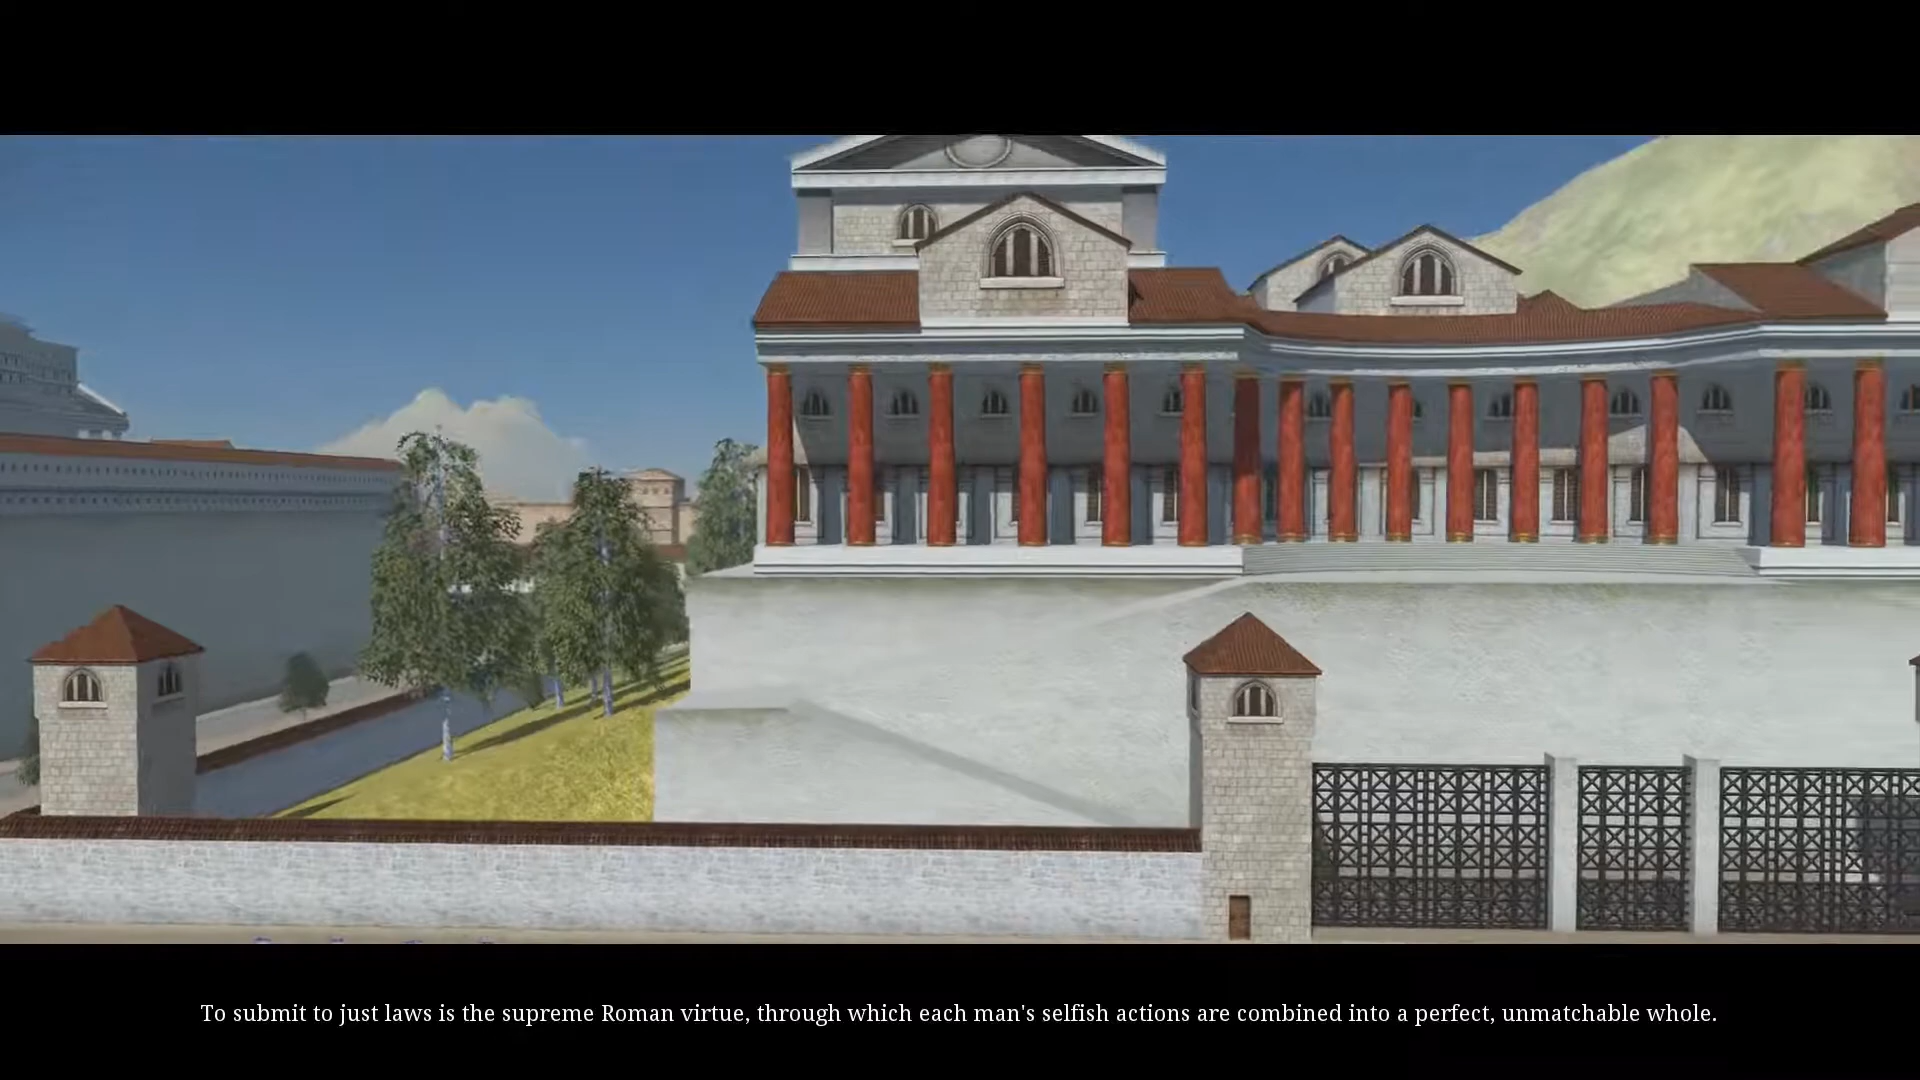 To submit to just laws is the supreme Roman virtue, through which each man's selfish actions are combined into a perfect, unmatchable whole.